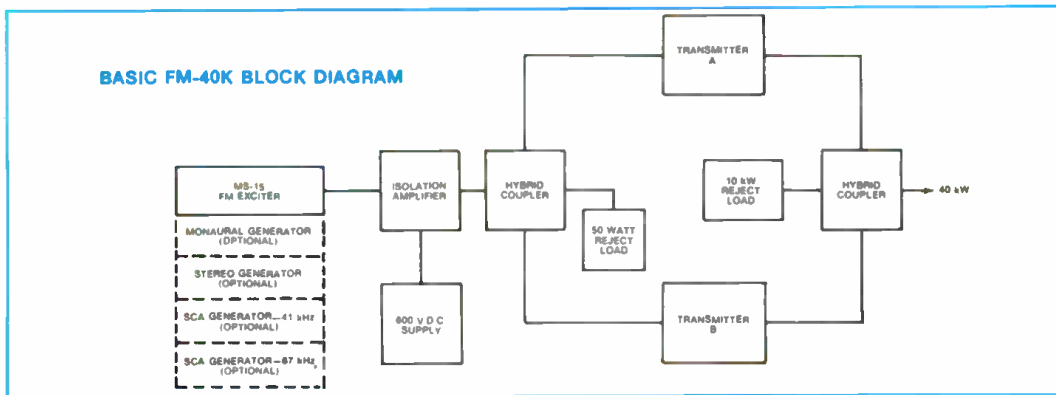 BASIC FM-40K BLOCK DIAGRAM
TRANSMITTER
A
MS-15
FM EXCITER
ISOLATION
AMPLIFIER
HYBRID
COUPLER
10 kW
REJECT
LOAD
HYBRID
COUPLER
40 kW
MONAURAL GENERATOR
(OPTIONAL)
50 WATT
REJECT
LOAD
STEREO GENERATOR
(OPTIONAL)
SCA GENERATOR—41 kHz
(OPTIONAL)
600 V D C
SUPPLY
TRANSMITTER
B
SCA GENERATOR—67 kHz
(OPTIONAL)